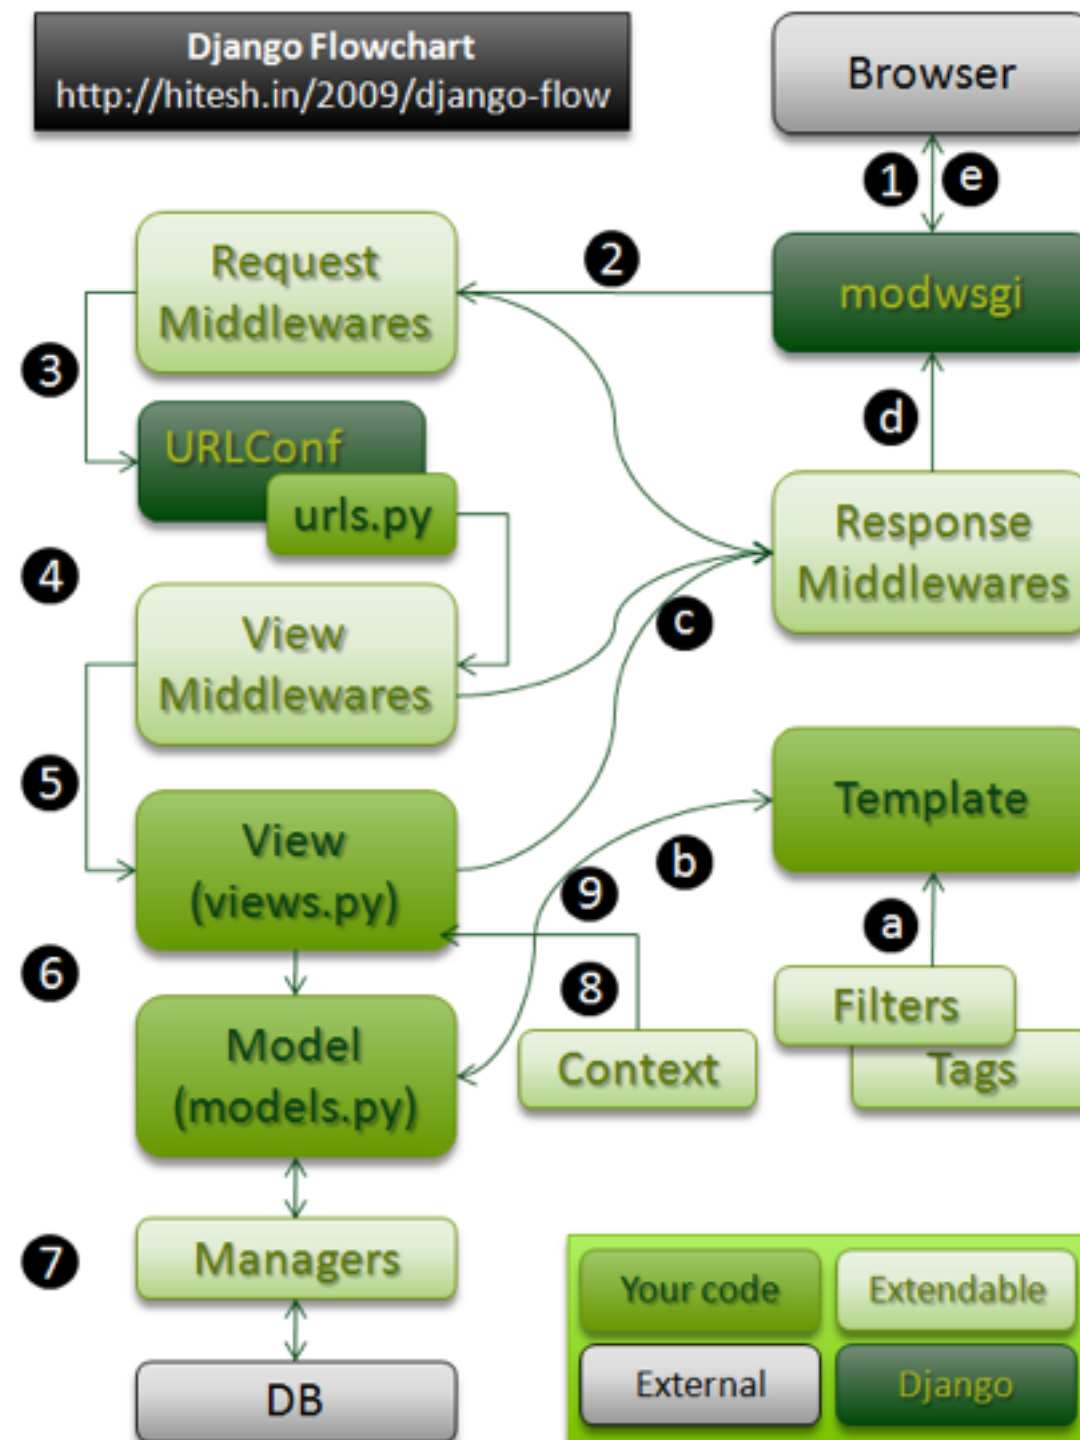 Django Flowchart
http://hitesh.in/2009/django-flow
Browser
1
e
2
Request
Middlewares
modwsgi
3
d
URLConf
urls.py
Response
Middlewares
4
c
View
Middlewares
5
Template
View
(views.py)
b
9
a
6
8
Filters
Tags
Context
Model
(models.py)
7
Managers
DB
Your code
Extendable
External
Django